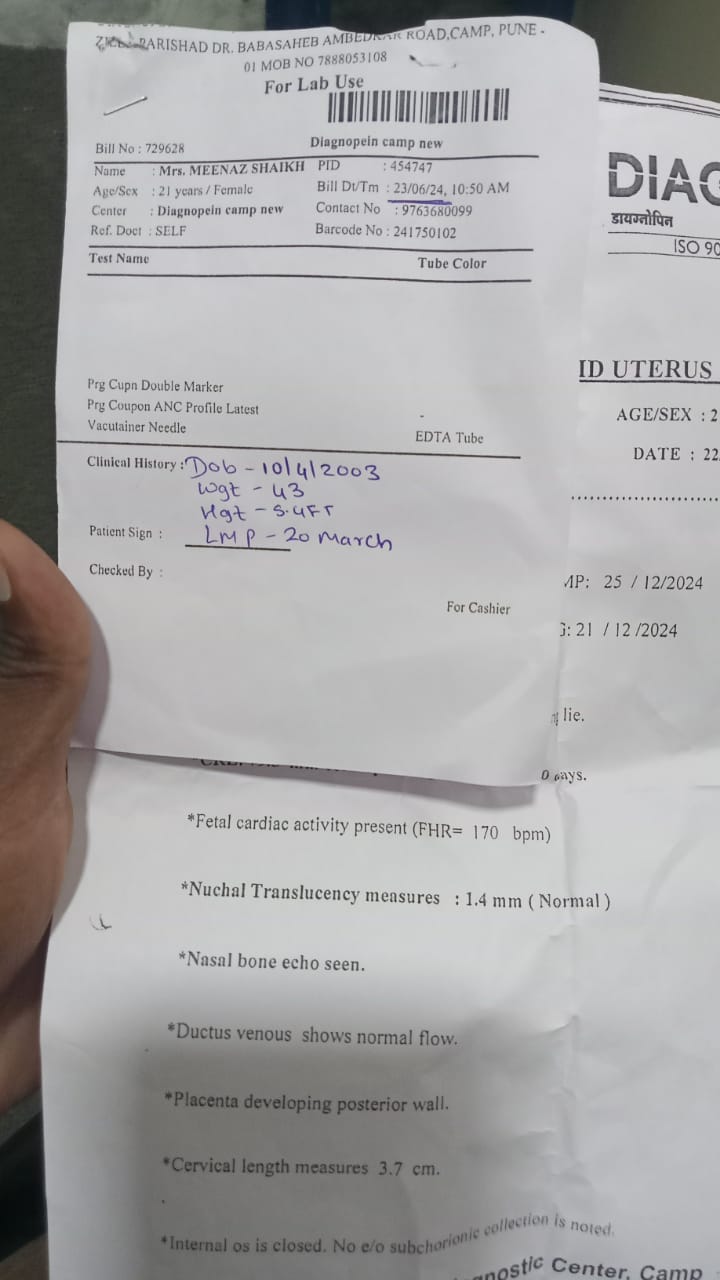 PARISHAD DR. BABASAHEB AMBEDKAR ROAD,CAMP, PUNE -
01 MOB NO 7888053108
For Lab Use
Bill No : 729628 Diagnopein camp new
Name : Mrs. MEENAZ SHAIKH PID : 454747
Age/Sex : 21 years / Female Bill Dt/Tm : 23/06/24, 10:50 AM
Center : Diagnopein camp new Contact No : 9763680099
Ref. Doct : SELF Barcode No : 241750102
Test Name Tube Color
Prg Cupn Double Marker -
Prg Coupon ANC Profile Latest
Vacutainer Needle EDTA Tube
Clinical History : Dob - 10/4/2003
Wgt - 43
Hgt - 5.4FT
Patient Sign : LMP - 20 March
Checked By :
For Cashier
DIAG
डायग्नोपिन
ISO 90
ID UTERUS
AGE/SEX : 2
DATE : 22
MP: 25 / 12/2024
G: 21 / 12 /2024
lie.
0 days.
*Fetal cardiac activity present (FHR= 170 bpm)
*Nuchal Translucency measures : 1.4 mm ( Normal )
*Nasal bone echo seen.
*Ductus venous shows normal flow.
*Placenta developing posterior wall.
*Cervical length measures 3.7 cm.
*Internal os is closed. No e/o subchorionic collection is noted.
nostic Center, Camp